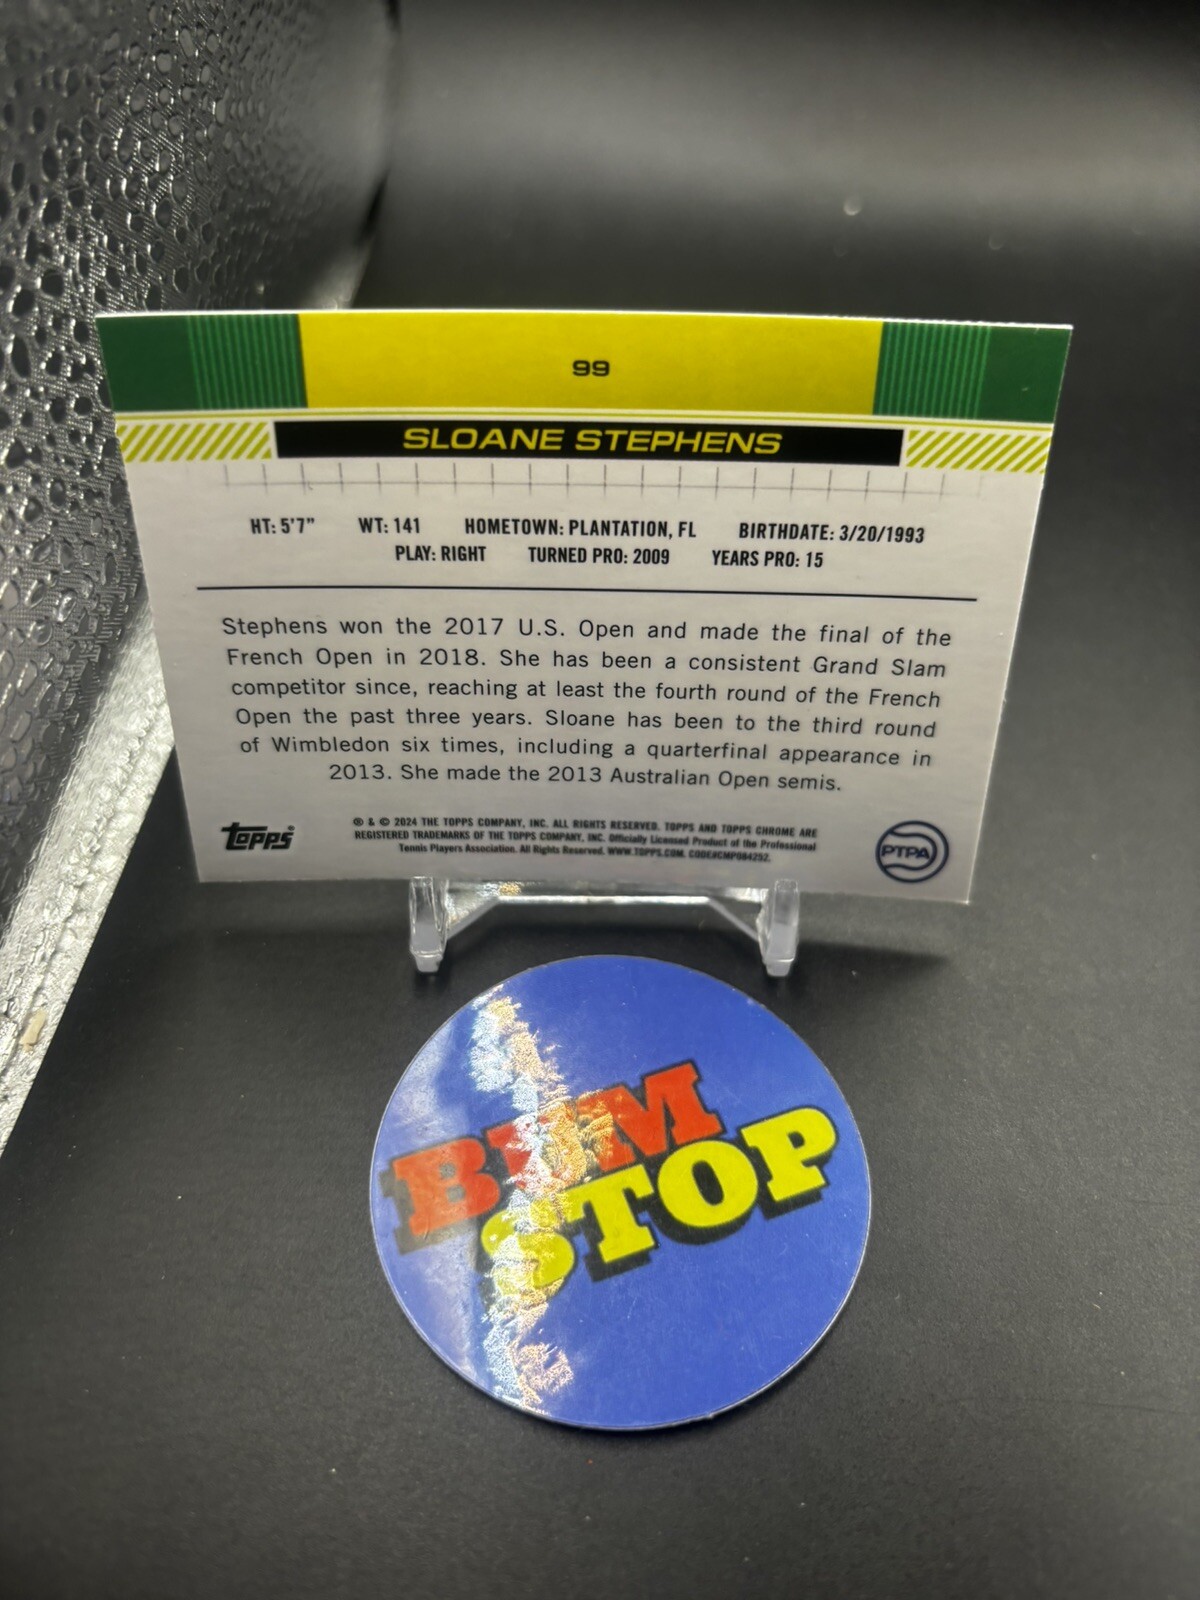 99
SLOANE STEPHENS
HT: 5'7" WT: 141 HOMETOWN: PLANTATION, FL BIRTHDATE: 3/20/1993
PLAY: RIGHT TURNED PRO: 2009 YEARS PRO: 15
Stephens won the 2017 U.S. Open and made the final of the
French Open in 2018. She has been a consistent Grand Slam
competitor since, reaching at least the fourth round of the French
Open the past three years. Sloane has been to the third round
of Wimbledon six times, including a quarterfinal appearance in
2013. She made the 2013 Australian Open semis.
topps®
® & © 2024 THE TOPPS COMPANY, INC. ALL RIGHTS RESERVED. TOPPS AND TOPPS CHROME ARE
REGISTERED TRADEMARKS OF THE TOPPS COMPANY, INC. Officially Licensed Product of the Professional
Tennis Players Association. All Rights Reserved. WWW.TOPPS.COM. CODE#CMP084252.
PTPA
BUM
STOP